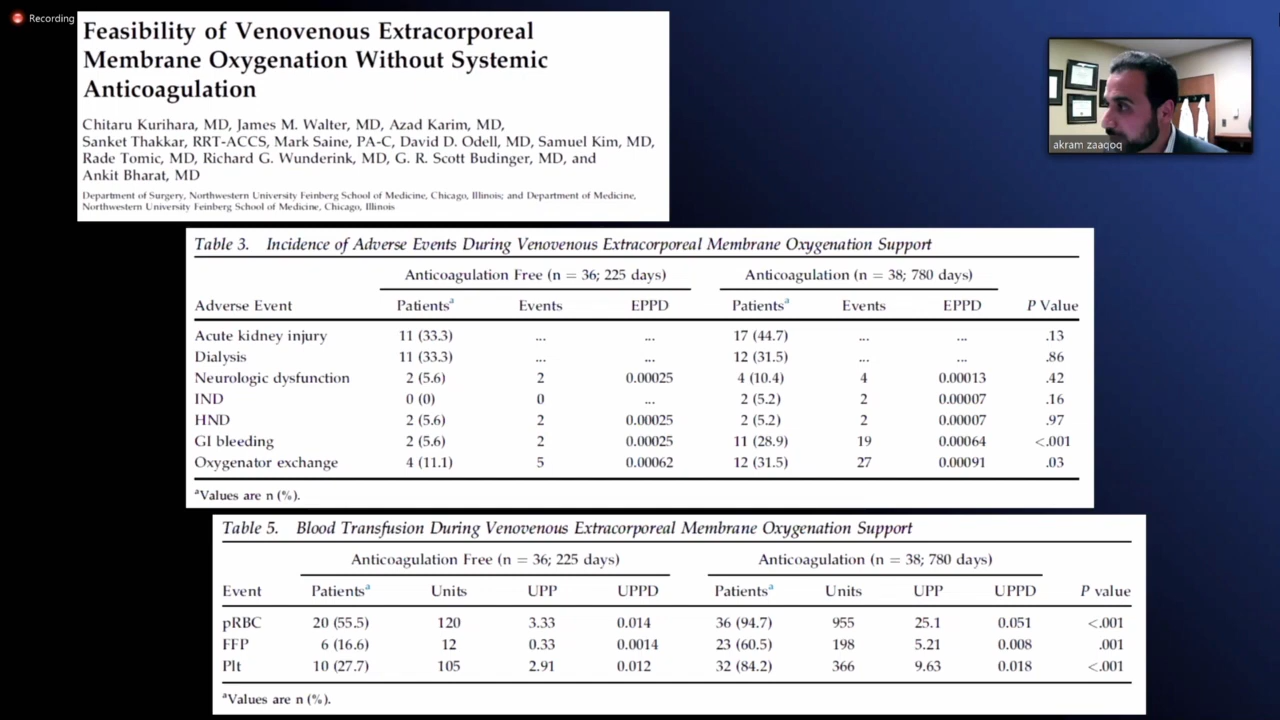 Recording
Feasibility of Venovenous Extracorporeal
Membrane Oxygenation Without Systemic
Anticoagulation
Chitaru Kurihara, MD, James M. Walter, MD, Azad Karim, MD,
Sanket Thakkar, RRT-ACCS, Mark Saine, PA-C, David D. Odell, MD, Samuel Kim, MD,
Rade Tomic, MD, Richard G. Wunderink, MD, G. R. Scott Budinger, MD, and
Ankit Bharat, MD
Department of Surgery, Northwestern University Feinberg School of Medicine, Chicago, Illinois; and Department of Medicine,
Northwestern University Feinberg School of Medicine, Chicago, Illinois
akram zaaqoq
Table 3. Incidence of Adverse Events During Venovenous Extracorporeal Membrane Oxygenation Support
Anticoagulation Free (n = 36; 225 days) Anticoagulation (n = 38; 780 days)
Adverse Event Patientsa Events EPPD Patientsa Events EPPD P Value
Acute kidney injury 11 (33.3) ... ... 17 (44.7) ... ... .13
Dialysis 11 (33.3) ... ... 12 (31.5) ... ... .86
Neurologic dysfunction 2 (5.6) 2 0.00025 4 (10.4) 4 0.00013 .42
IND 0 (0) 0 ... 2 (5.2) 2 0.00007 .16
HND 2 (5.6) 2 0.00025 2 (5.2) 2 0.00007 .97
GI bleeding 2 (5.6) 2 0.00025 11 (28.9) 19 0.00064 <.001
Oxygenator exchange 4 (11.1) 5 0.00062 12 (31.5) 27 0.00091 .03
aValues are n (%).
Table 5. Blood Transfusion During Venovenous Extracorporeal Membrane Oxygenation Support
Anticoagulation Free (n = 36; 225 days) Anticoagulation (n = 38; 780 days)
Event Patientsa Units UPP UPPD Patientsa Units UPP UPPD P value
pRBC 20 (55.5) 120 3.33 0.014 36 (94.7) 955 25.1 0.051 <.001
FFP 6 (16.6) 12 0.33 0.0014 23 (60.5) 198 5.21 0.008 .001
Plt 10 (27.7) 105 2.91 0.012 32 (84.2) 366 9.63 0.018 <.001
aValues are n (%).